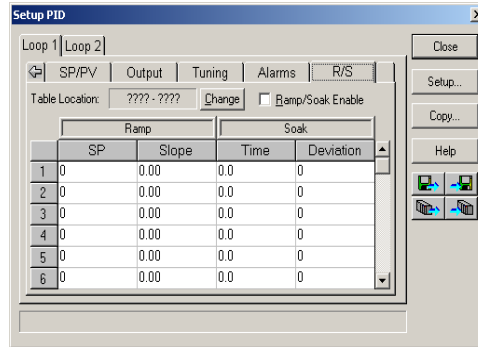 Setup PID
Loop 1 Loop 2
Close
SP/PV Output Tuning Alarms R/S
Setup...
Table Location: ???? - ???? Change Ramp/Soak Enable
Copy...
Ramp Soak
Help
SP Slope Time Deviation
1 0 0.00 0.0 0
2 0 0.00 0.0 0
3 0 0.00 0.0 0
4 0 0.00 0.0 0
5 0 0.00 0.0 0
6 0 0.00 0.0 0